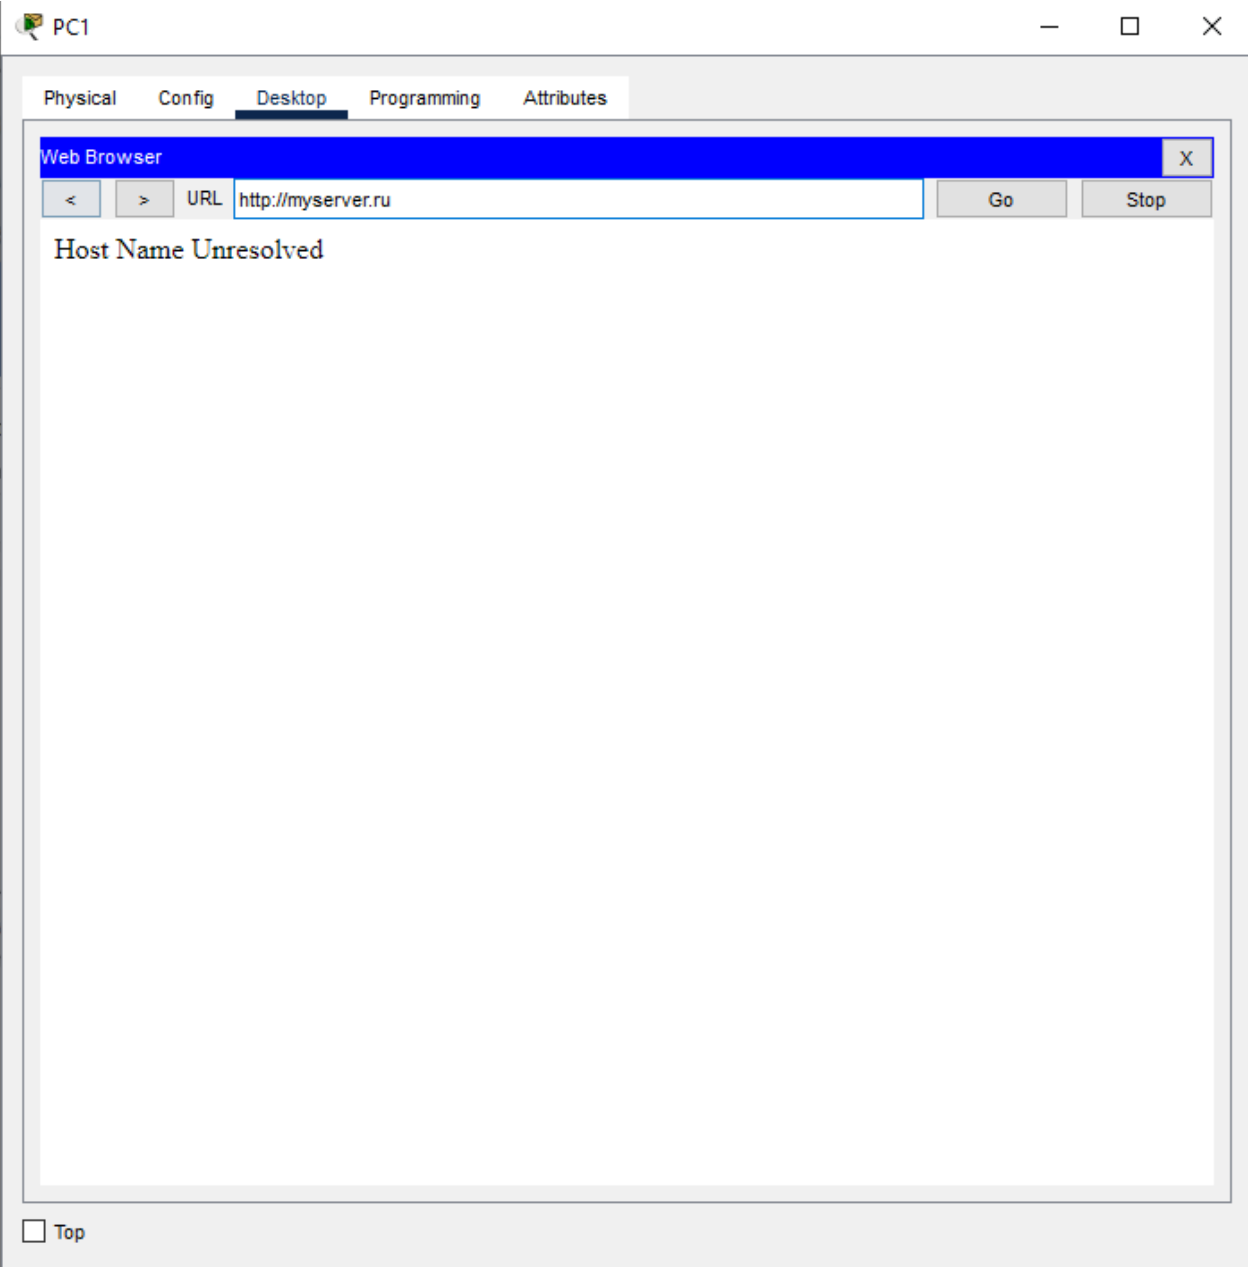 PC1
Physical Config Desktop Programming Attributes
Web Browser X
< > URL http://myserver.ru Go Stop
Host Name Unresolved
Top